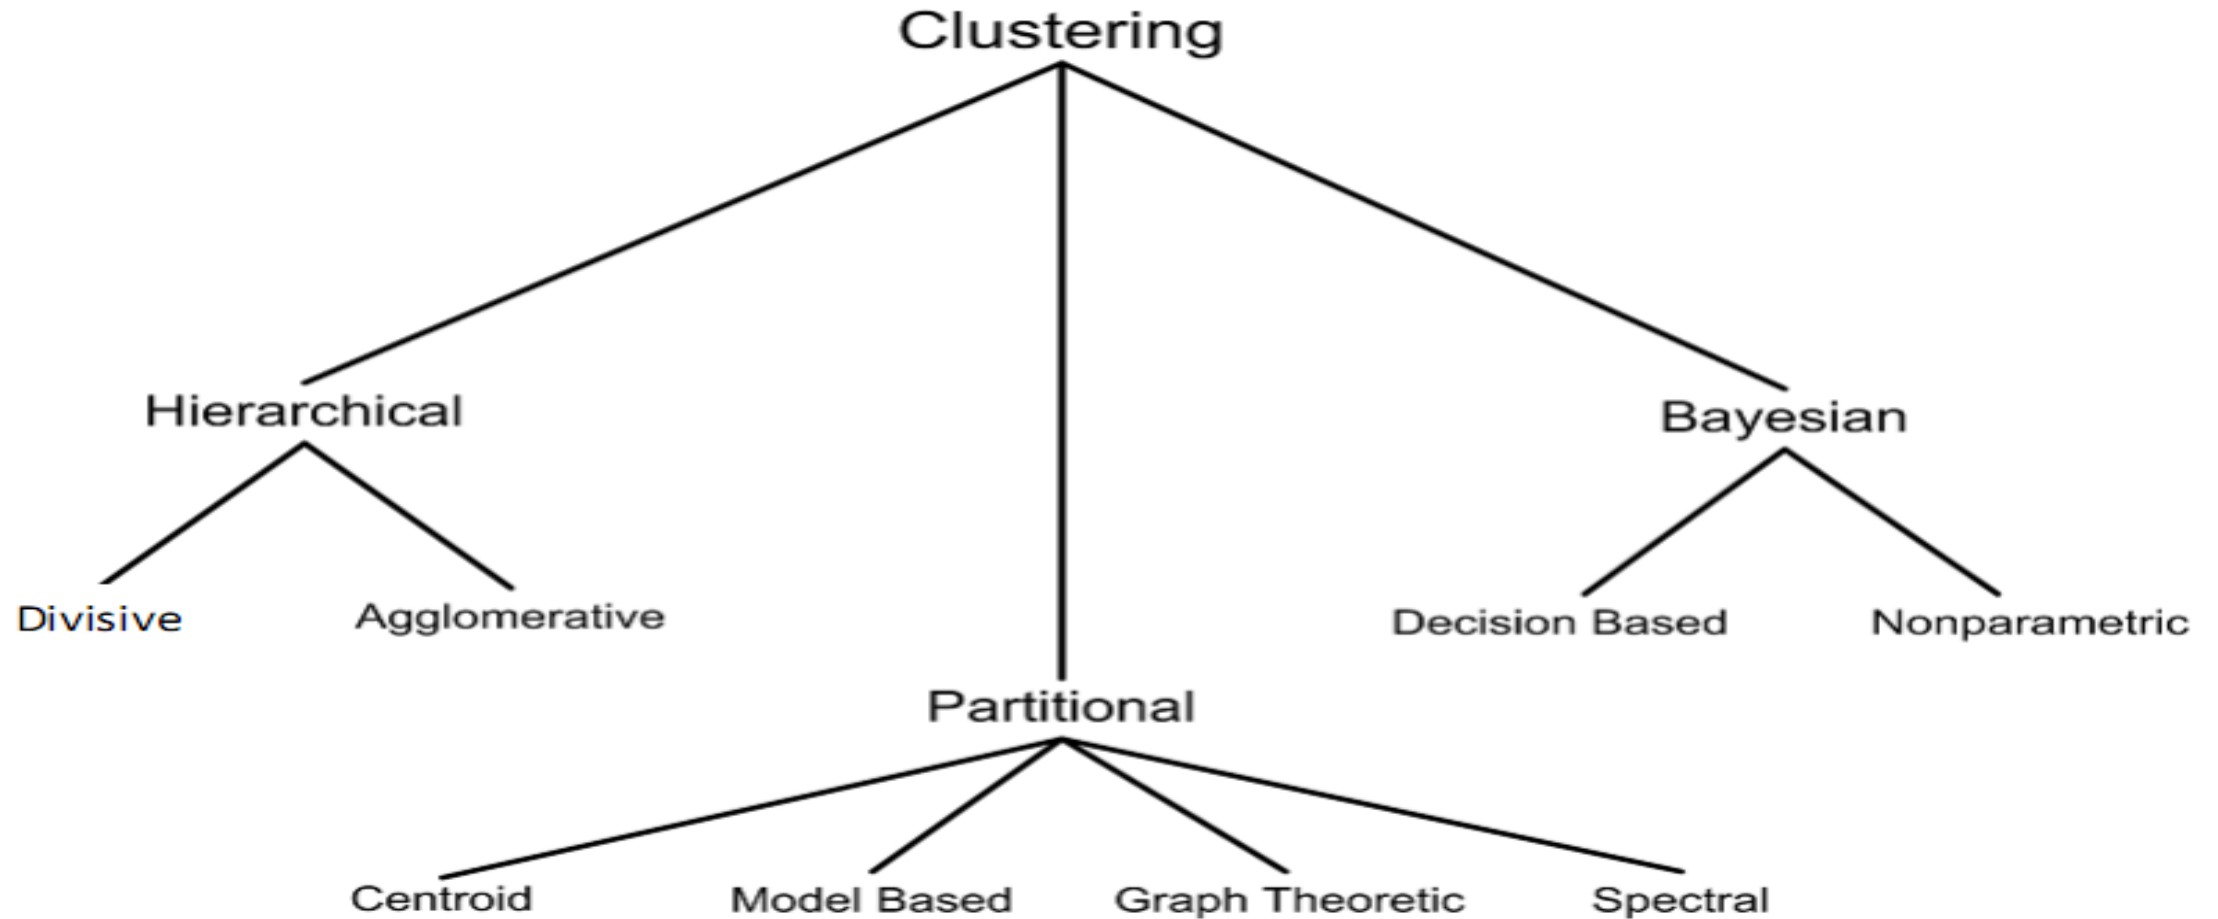 Clustering
Hierarchical
Bayesian
Divisive
Agglomerative
Decision Based
Nonparametric
Partitional
Centroid
Model Based
Graph Theoretic
Spectral